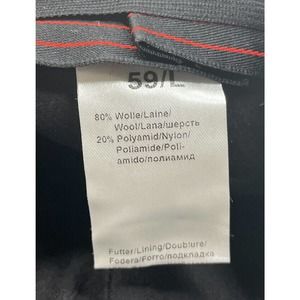 59/L
80% Wolle/Laine/
Wool/Lana/шерсть
20% Polyamid/Nylon/
Poliamide/Poli-
amido/полиамид
Futter/Lining/Doublure/
Fodera/Forro/подкладка